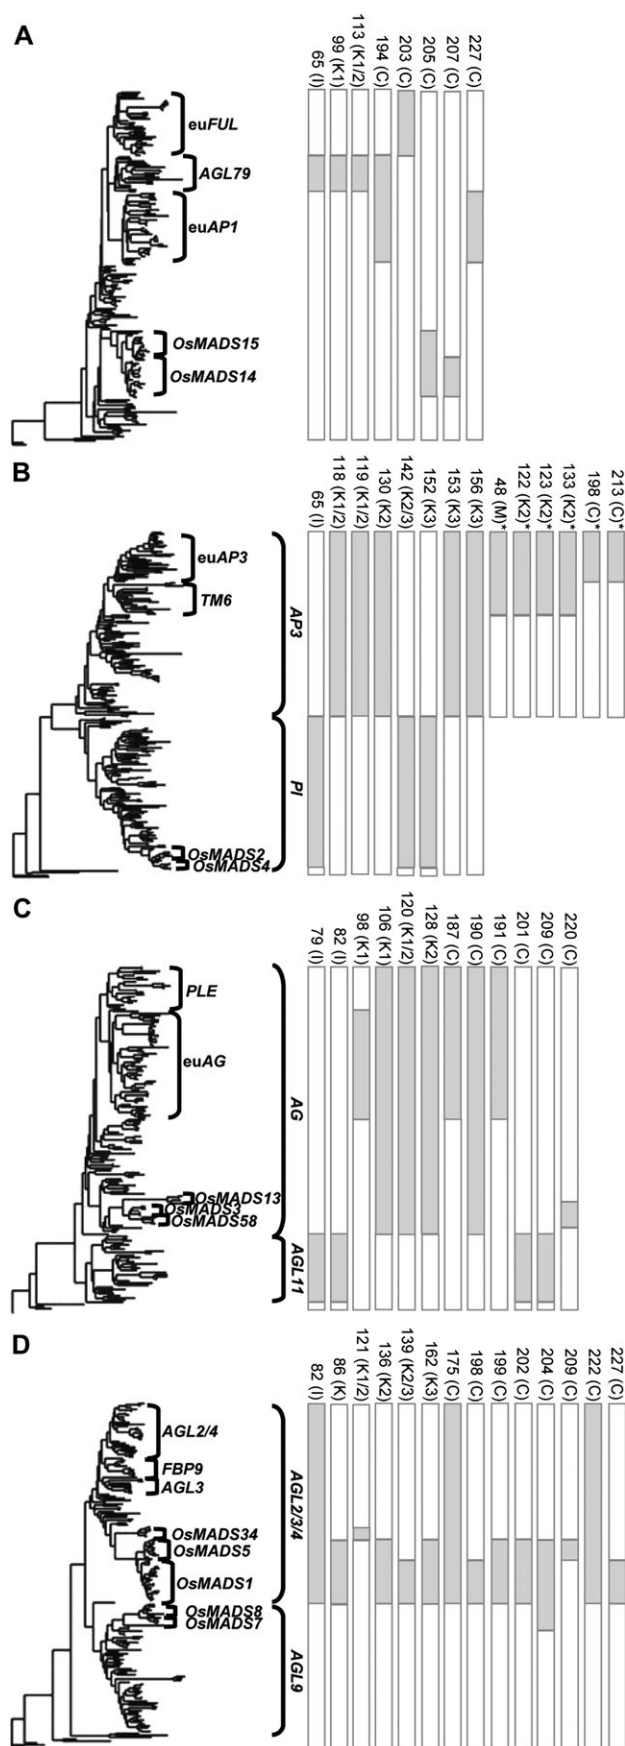 A
65 (I)
99 (K1)
113 (K1/2)
194 (C)
203 (C)
205 (C)
207 (C)
227 (C)
euFUL
AGL79
euAP1
OsMADS15
OsMADS14
B
65 (I)
118 (K1/2)
119 (K1/2)
130 (K2)
142 (K2/3)
152 (K3)
153 (K3)
156 (K3)
48 (M)*
122 (K2)*
123 (K2)*
133 (K2)*
198 (C)*
213 (C)*
euAP3
TM6
AP3
PI
OsMADS2
OsMADS4
C
79 (I)
82 (I)
98 (K1)
106 (K1)
120 (K1/2)
128 (K2)
187 (C)
190 (C)
191 (C)
201 (C)
209 (C)
220 (C)
PLE
euAG
AG
OsMADS13
OsMADS3
OsMADS58
AGL11
D
82 (I)
86 (K)
121 (K1/2)
136 (K2)
139 (K2/3)
162 (K3)
175 (C)
198 (C)
199 (C)
202 (C)
204 (C)
209 (C)
222 (C)
227 (C)
AGL2/4
FBP9
AGL3
AGL2/3/4
OsMADS34
OsMADS5
OsMADS1
OsMADS8
OsMADS7
AGL9